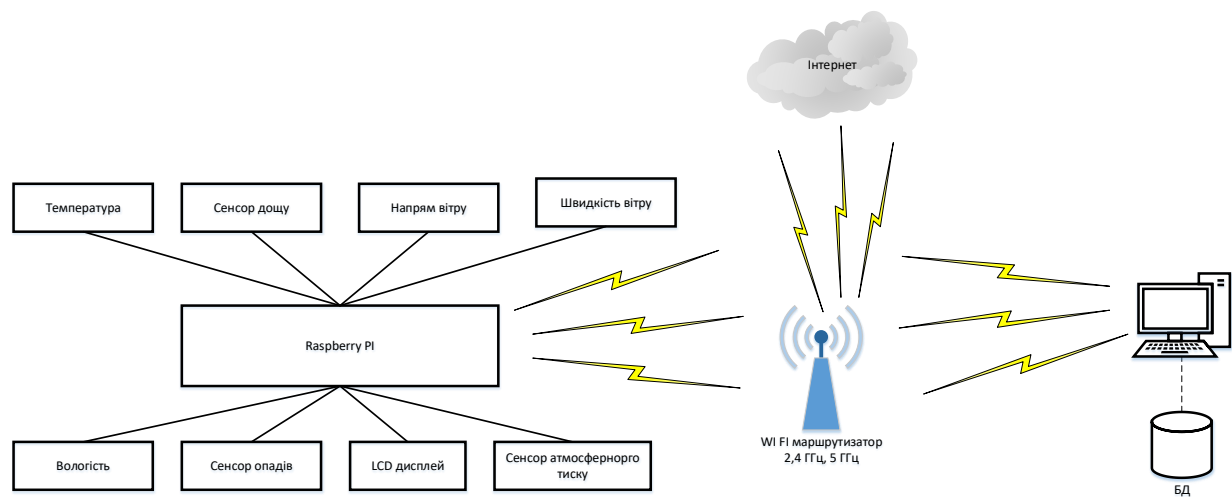 Інтернет
Температура
Сенсор дощу
Напрям вітру
Швидкість вітру
Raspberry PI
Вологість
Сенсор опадів
LCD дисплей
Сенсор атмосферного
тиску
WI FI маршрутизатор
2,4 ГГц, 5 ГГц
БД